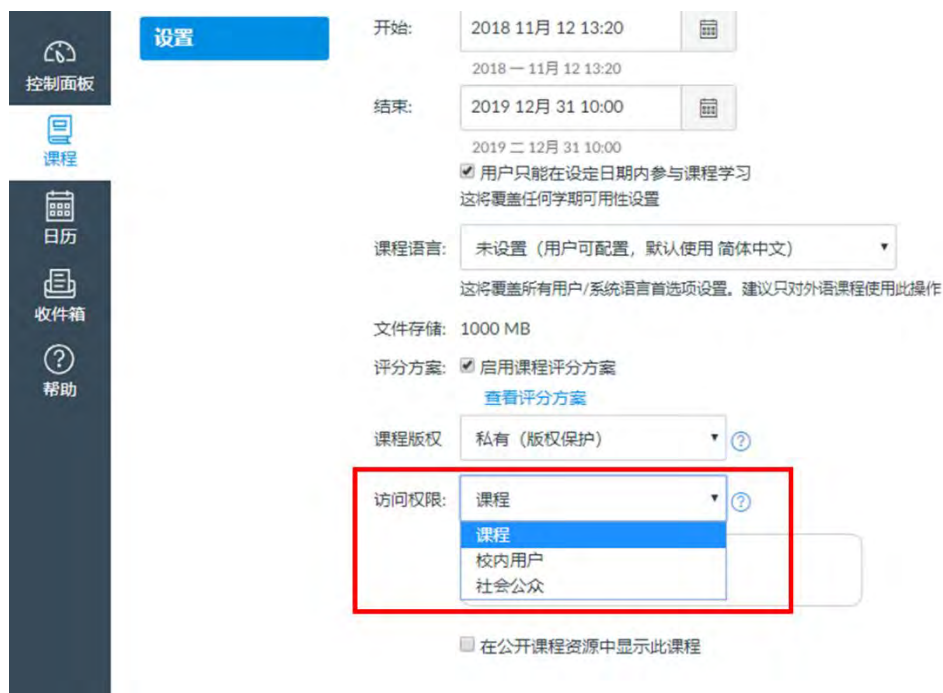 控制面板
课程
日历
收件箱
帮助
设置
开始: 2018 11月 12 13:20
2018 一 11月 12 13:20
结束: 2019 12月 31 10:00
2019 二 12月 31 10:00
用户只能在设定日期内参与课程学习
这将覆盖任何学期可用性设置
课程语言: 未设置（用户可配置，默认使用 简体中文）
这将覆盖所有用户/系统语言首选项设置。建议只对外语课程使用此操作
文件存储: 1000 MB
评分方案: 启用课程评分方案
查看评分方案
课程版权 私有（版权保护） ?
访问权限: 课程 ?
课程
校内用户
社会公众
在公开课程资源中显示此课程